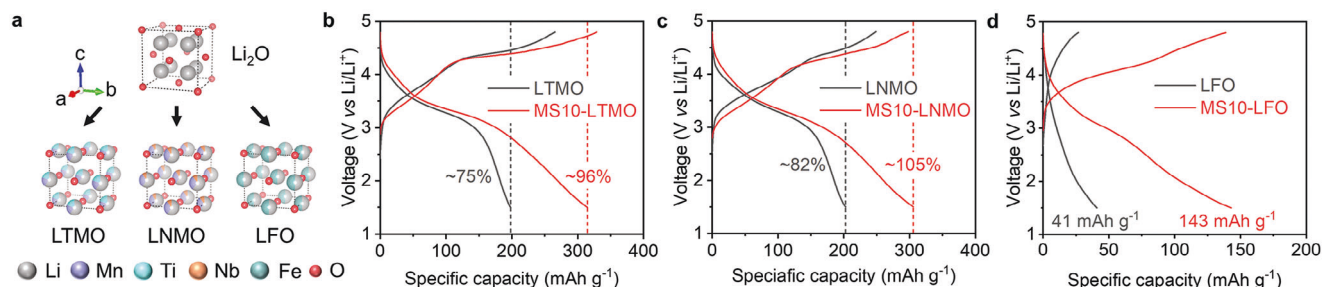 a
c
a
b
Li₂O
LTMO
LNMO
LFO
Li
Mn
Ti
Nb
Fe
O
b
Voltage (V vs Li/Li⁺)
5
4
3
2
1
LTMO
MS10-LTMO
~75%
~96%
0 100 200 300 400
Specific capacity (mAh g⁻¹)
c
Voltage (V vs Li/Li⁺)
5
4
3
2
1
LNMO
MS10-LNMO
~82%
~105%
0 100 200 300 400
Speciafic capacity (mAh g⁻¹)
d
Voltage (V vs Li/Li⁺)
5
4
3
2
1
LFO
MS10-LFO
41 mAh g⁻¹
143 mAh g⁻¹
0 50 100 150 200
Specific capacity (mAh g⁻¹)